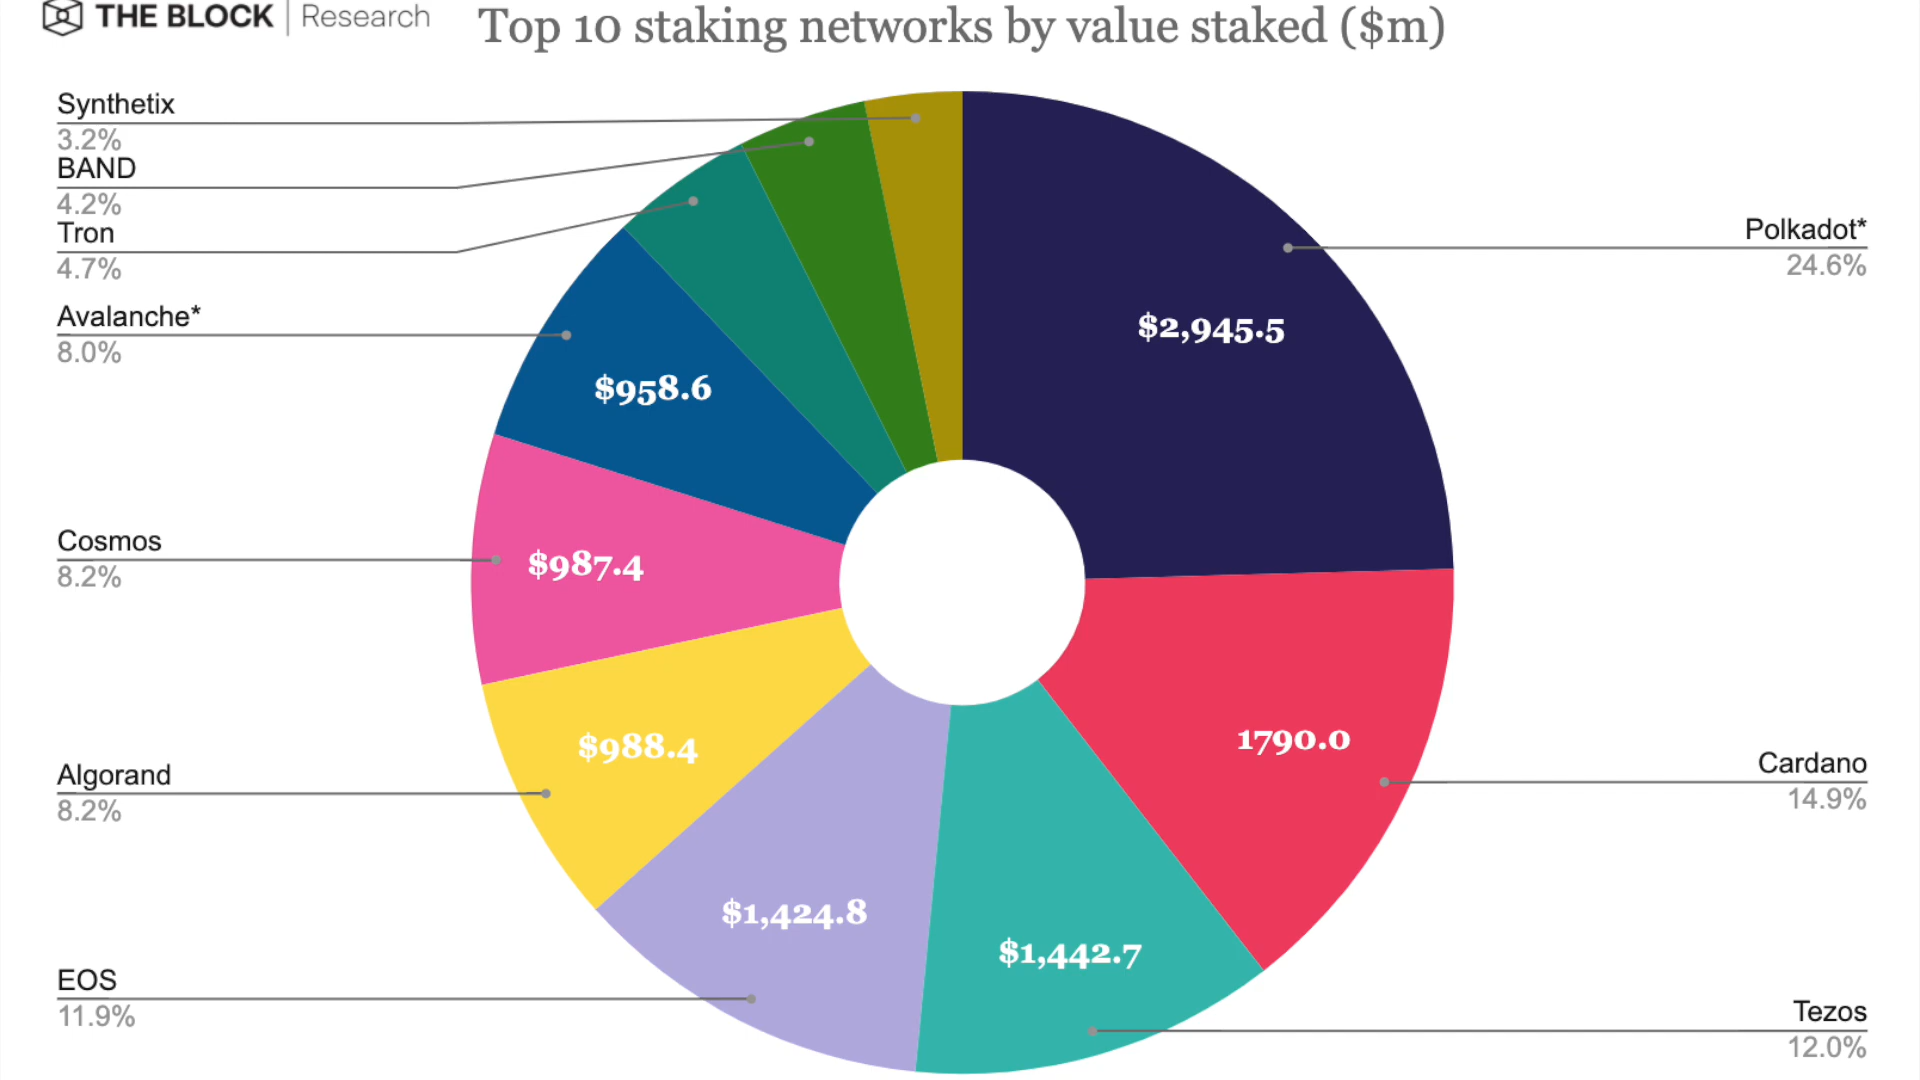 THE BLOCK | Research
Top 10 staking networks by value staked ($m)
Synthetix
3.2%
BAND
4.2%
Tron
4.7%
Avalanche*
8.0%
Cosmos
8.2%
Algorand
8.2%
EOS
11.9%
Polkadot*
24.6%
Cardano
14.9%
Tezos
12.0%
$2,945.5
1790.0
$1,442.7
$1,424.8
$988.4
$987.4
$958.6